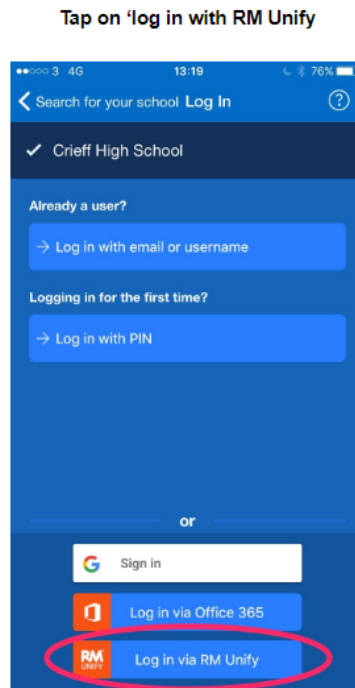 Tap on ‘log in with RM Unify
3 4G 13:19 76%
Search for your school Log In ?
Crieff High School
Already a user?
→ Log in with email or username
Logging in for the first time?
→ Log in with PIN
or
G Sign in
Log in via Office 365
RM UNIFY Log in via RM Unify